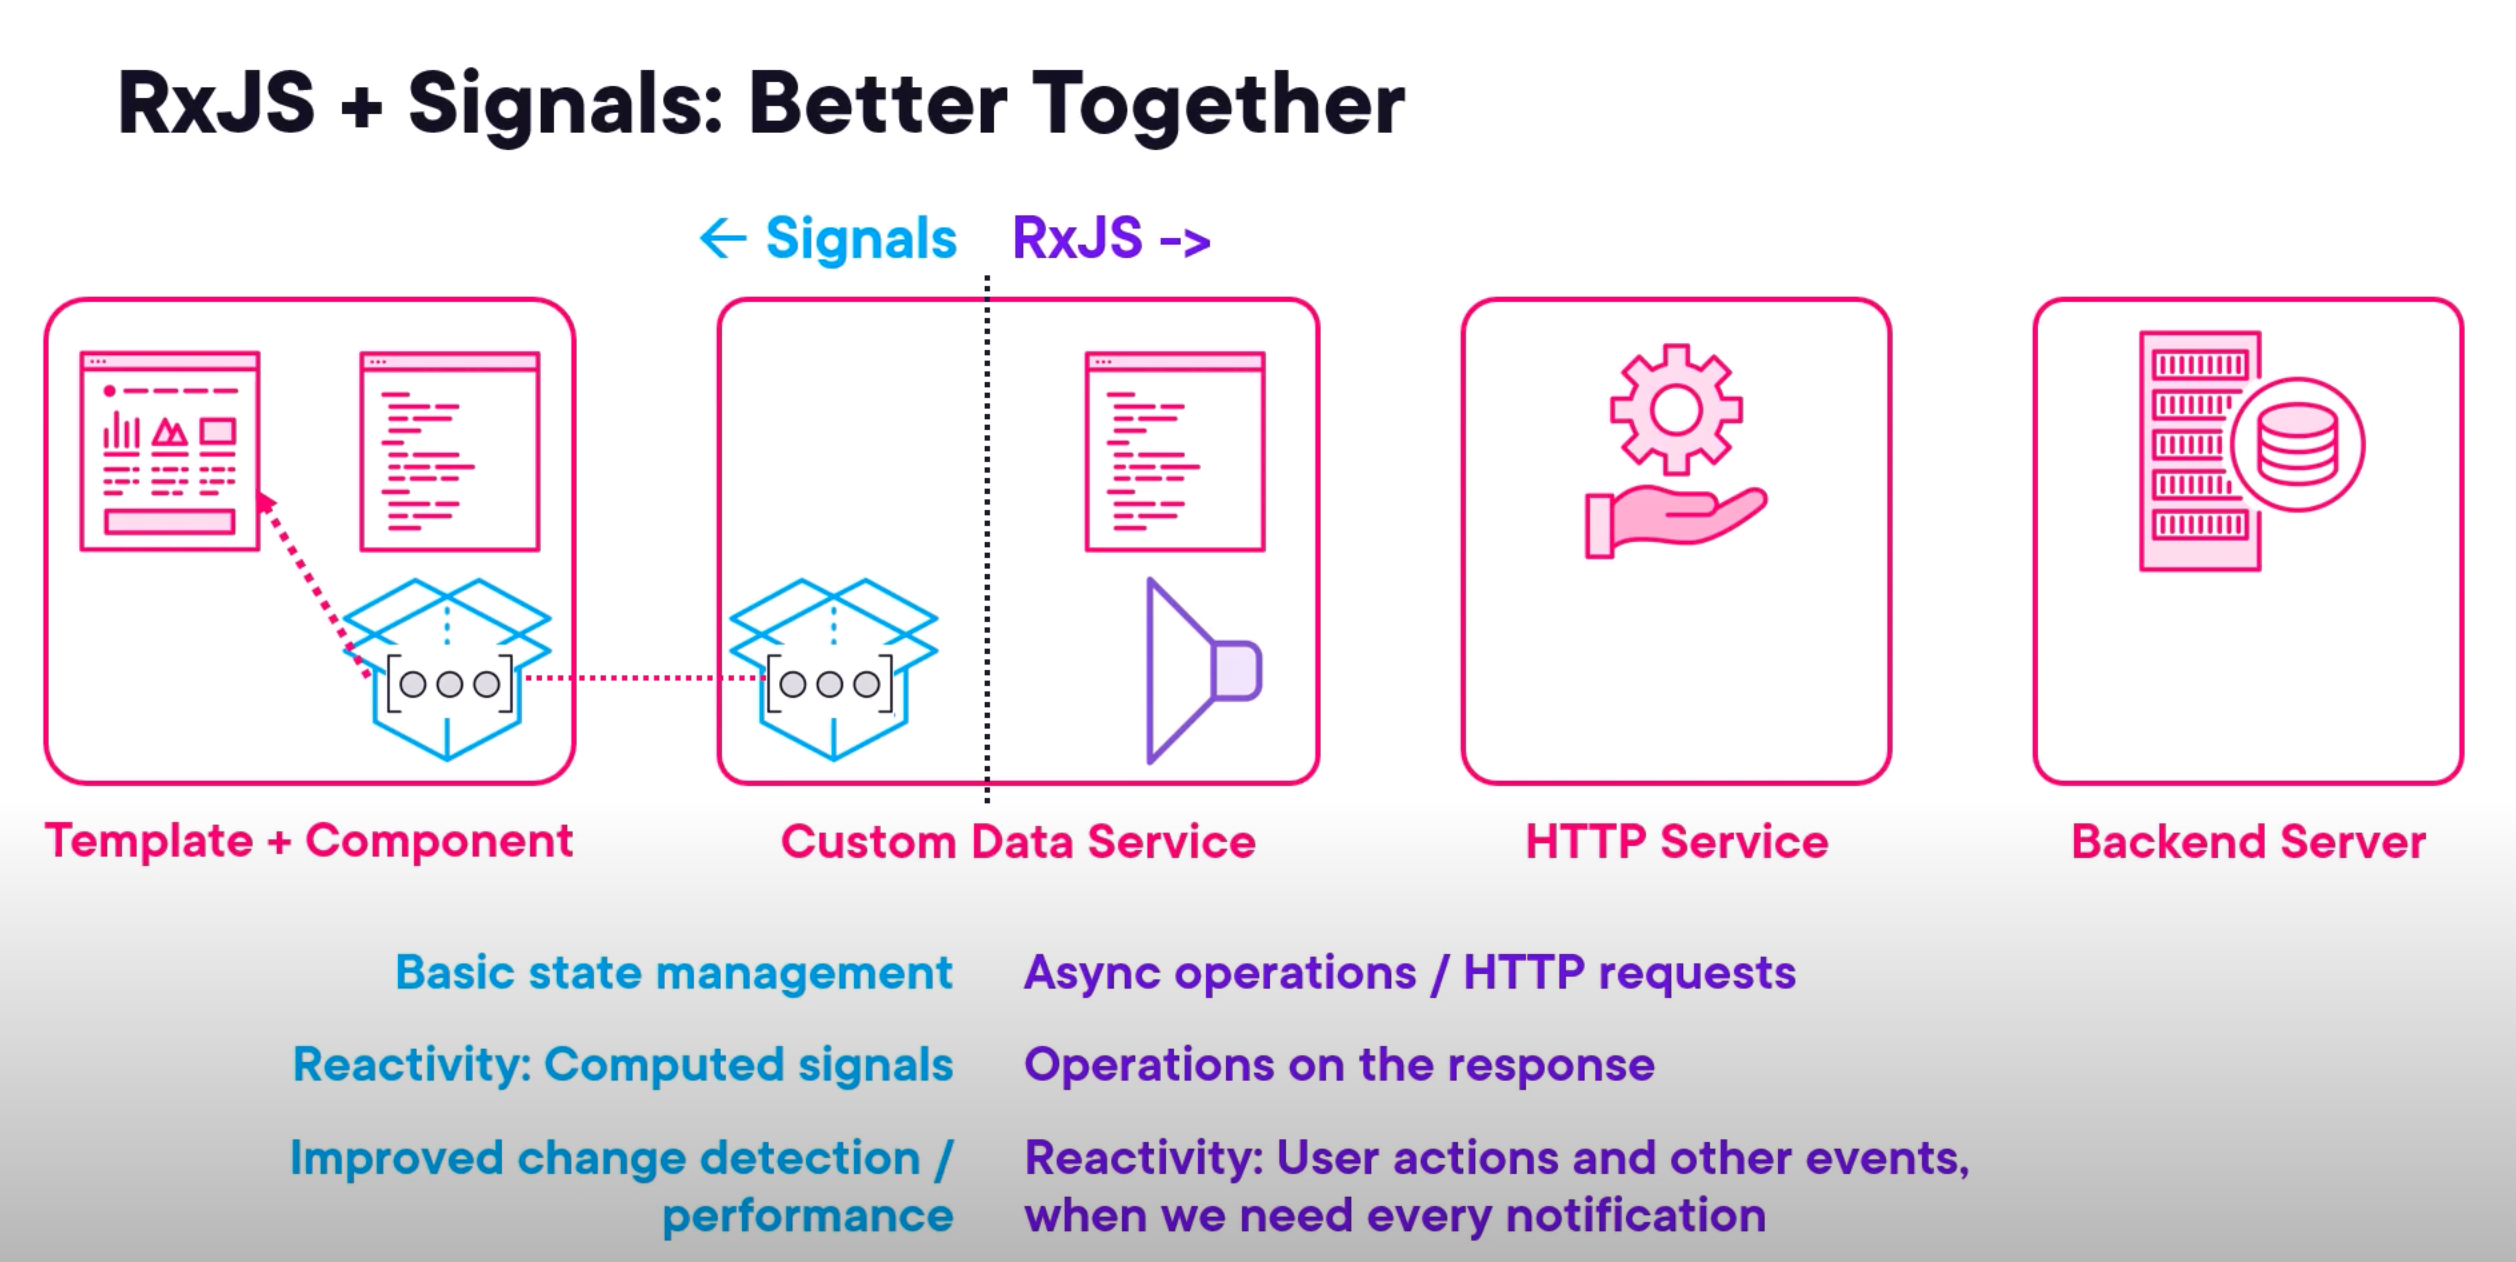 RxJS + Signals: Better Together
← Signals
RxJS ->
Template + Component
Custom Data Service
HTTP Service
Backend Server
Basic state management
Async operations / HTTP requests
Reactivity: Computed signals
Operations on the response
Improved change detection /
performance
Reactivity: User actions and other events,
when we need every notification